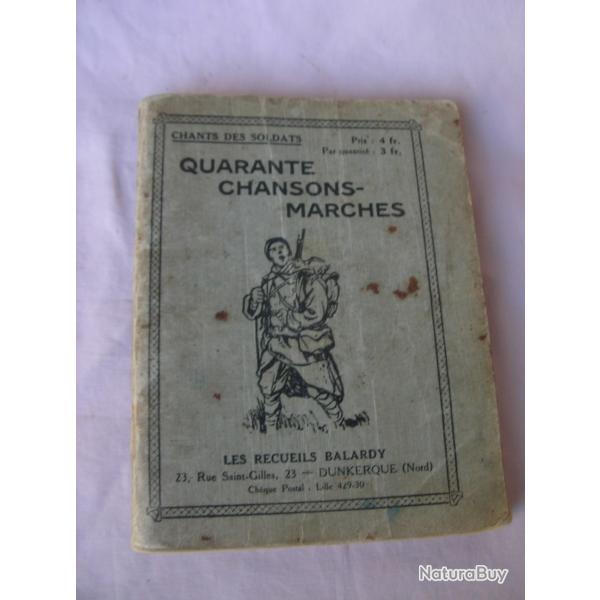 CHANTS DES SOLDATS
Prix : 4 fr.
Par quantité : 3 fr.
QUARANTE
CHANSONS-
MARCHES
LES RECUEILS BALARDY
23, Rue Saint-Gilles, 23 — DUNKERQUE (Nord)
Chèque Postal . Lille 429-30
NaturaBuy